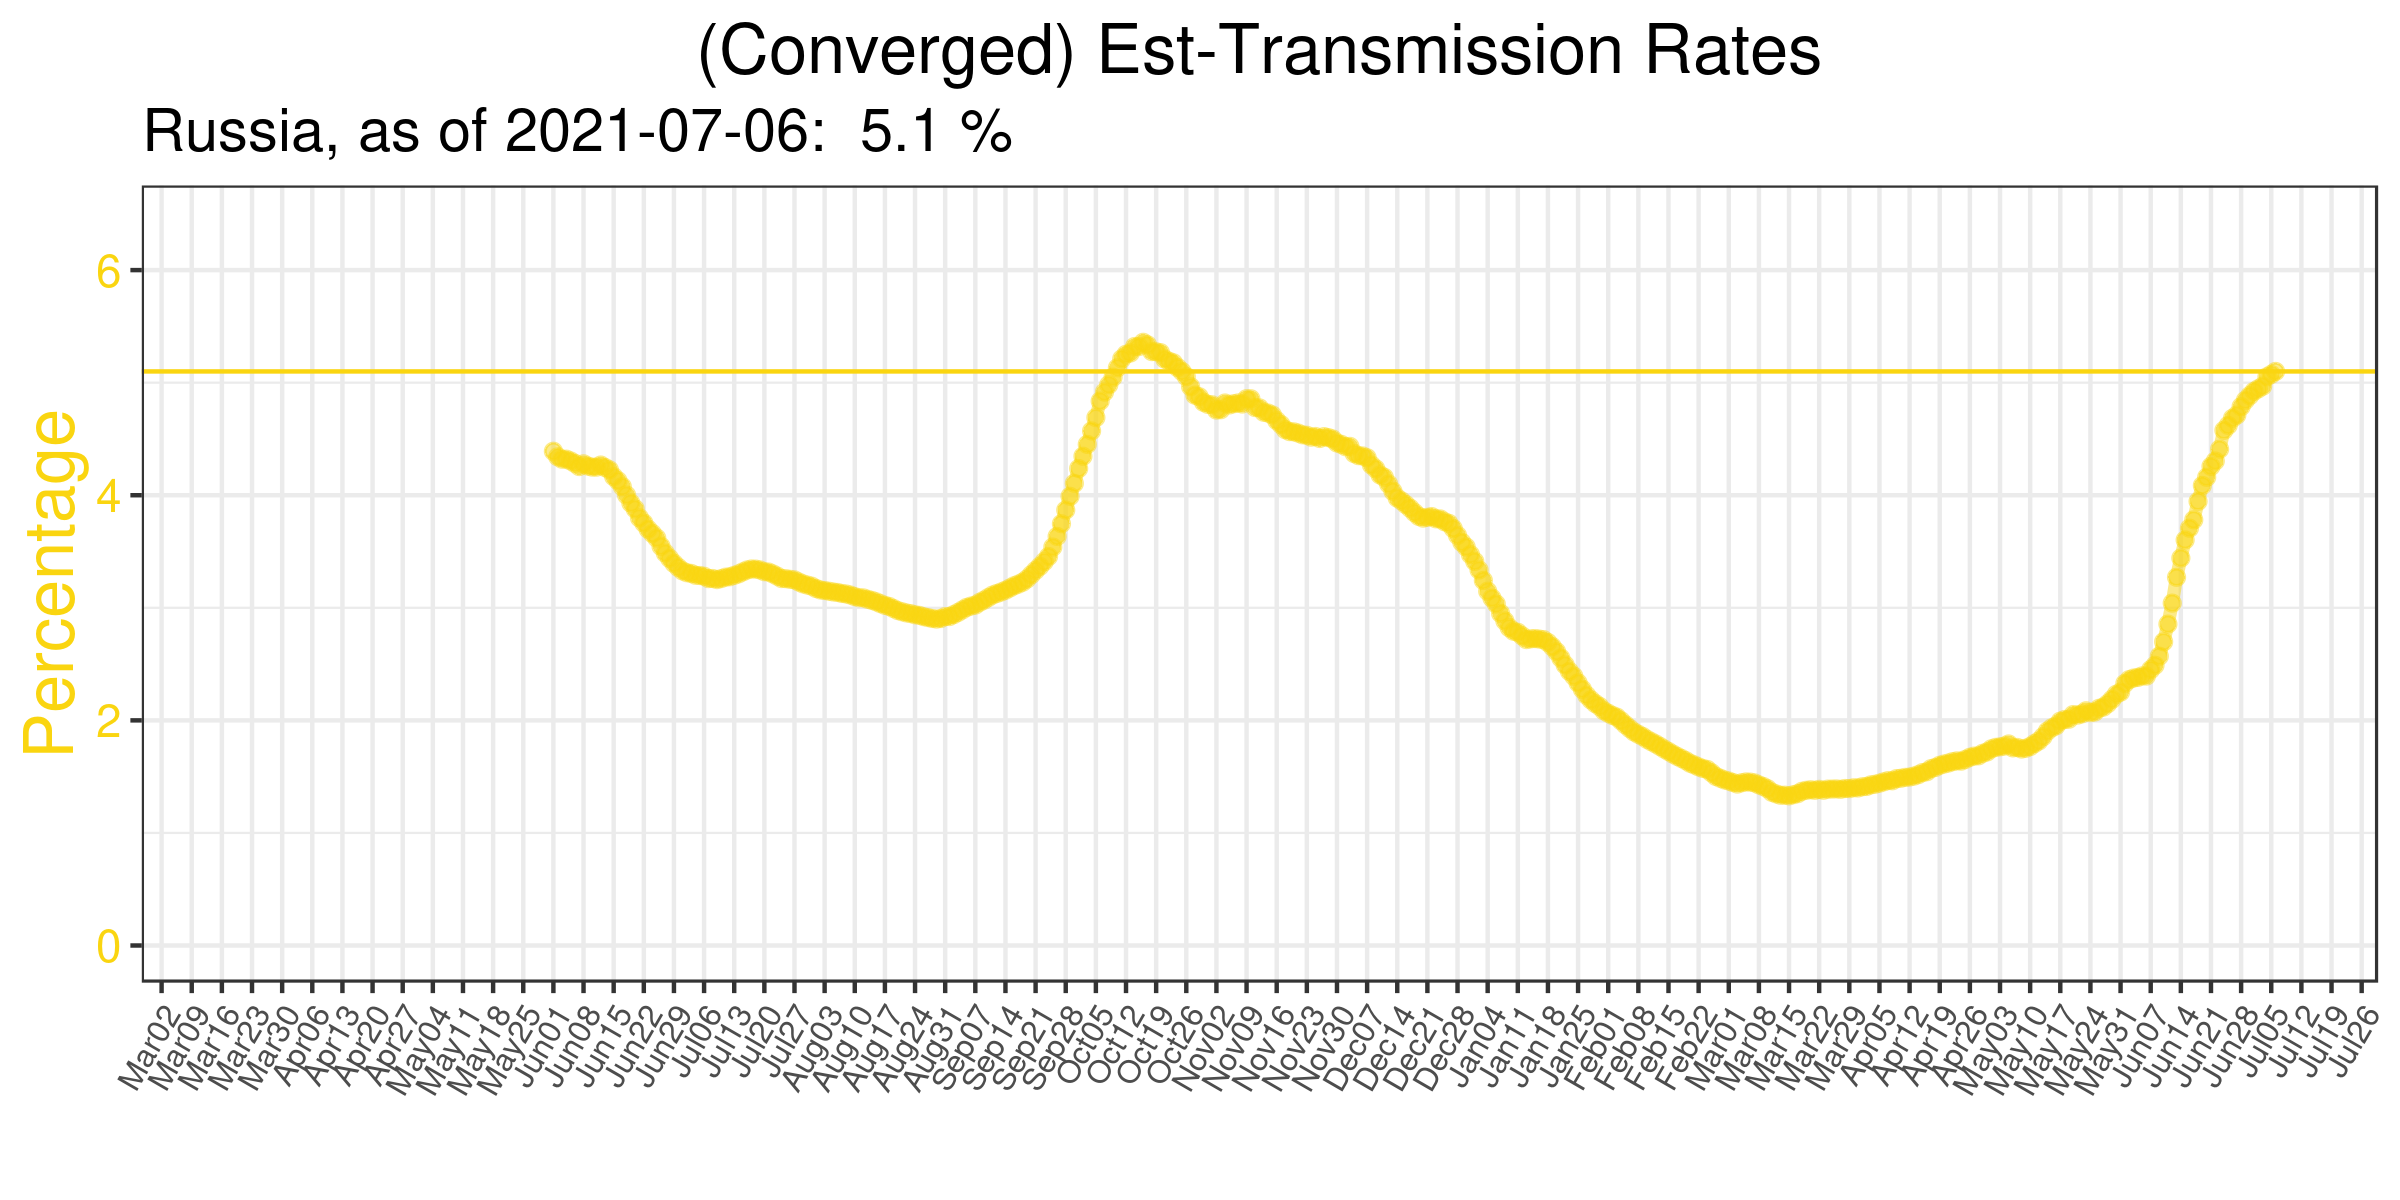 (Converged) Est-Transmission Rates
Russia, as of 2021-07-06: 5.1 %
Percentage
6
4
2
0
Mar02
Mar09
Mar16
Mar23
Mar30
Apr06
Apr13
Apr20
Apr27
May04
May11
May18
May25
Jun01
Jun08
Jun15
Jun22
Jun29
Jul06
Jul13
Jul20
Jul27
Aug03
Aug10
Aug17
Aug24
Aug31
Sep07
Sep14
Sep21
Sep28
Oct05
Oct12
Oct19
Oct26
Nov02
Nov09
Nov16
Nov23
Nov30
Dec07
Dec14
Dec21
Dec28
Jan04
Jan11
Jan18
Jan25
Feb01
Feb08
Feb15
Feb22
Mar01
Mar08
Mar15
Mar22
Mar29
Apr05
Apr12
Apr19
Apr26
May03
May10
May17
May24
May31
Jun07
Jun14
Jun21
Jun28
Jul05
Jul12
Jul19
Jul26